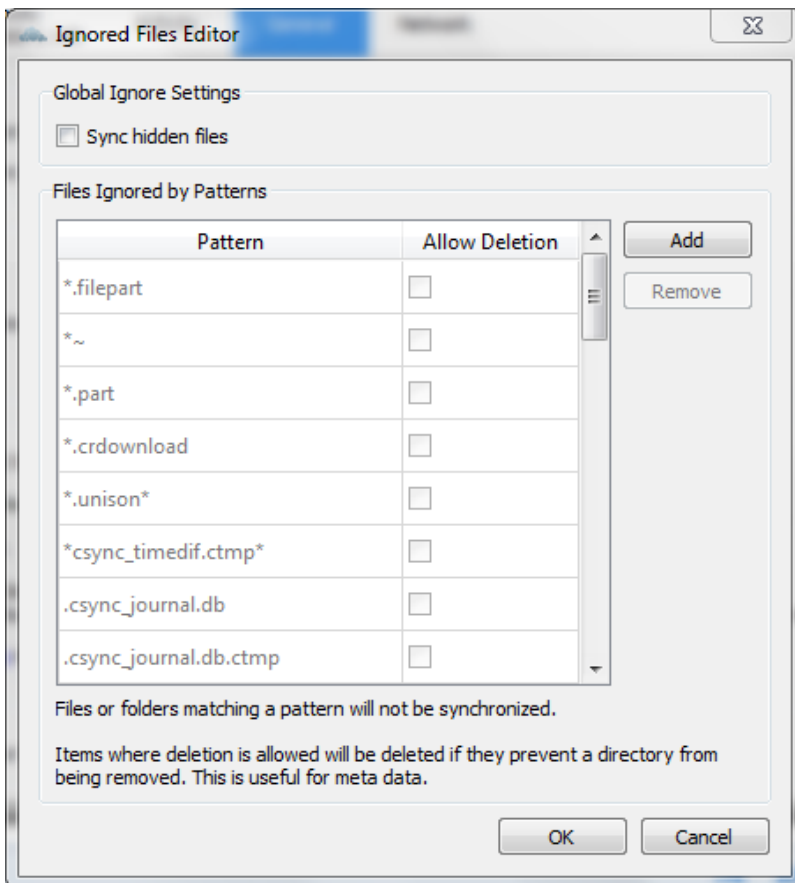 Ignored Files Editor
Global Ignore Settings
Sync hidden files
Files Ignored by Patterns
Pattern Allow Deletion
Add
*.filepart
Remove
*~
*.part
*.crdownload
*.unison*
*csync_timedif.ctmp*
.csync_journal.db
.csync_journal.db.ctmp
Files or folders matching a pattern will not be synchronized.
Items where deletion is allowed will be deleted if they prevent a directory from
being removed. This is useful for meta data.
OK Cancel